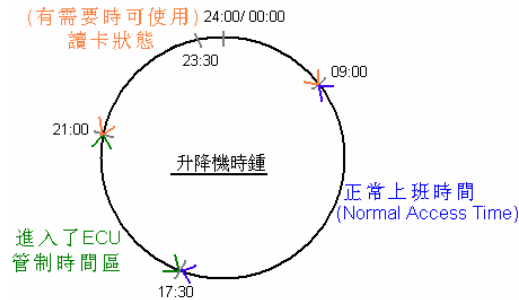 (有需要時可使用)
讀卡狀態
24:00/ 00:00
23:30
09:00
21:00
升降機時鍾
正常上班時間
(Normal Access Time)
進入了ECU
管制時間區
17:30